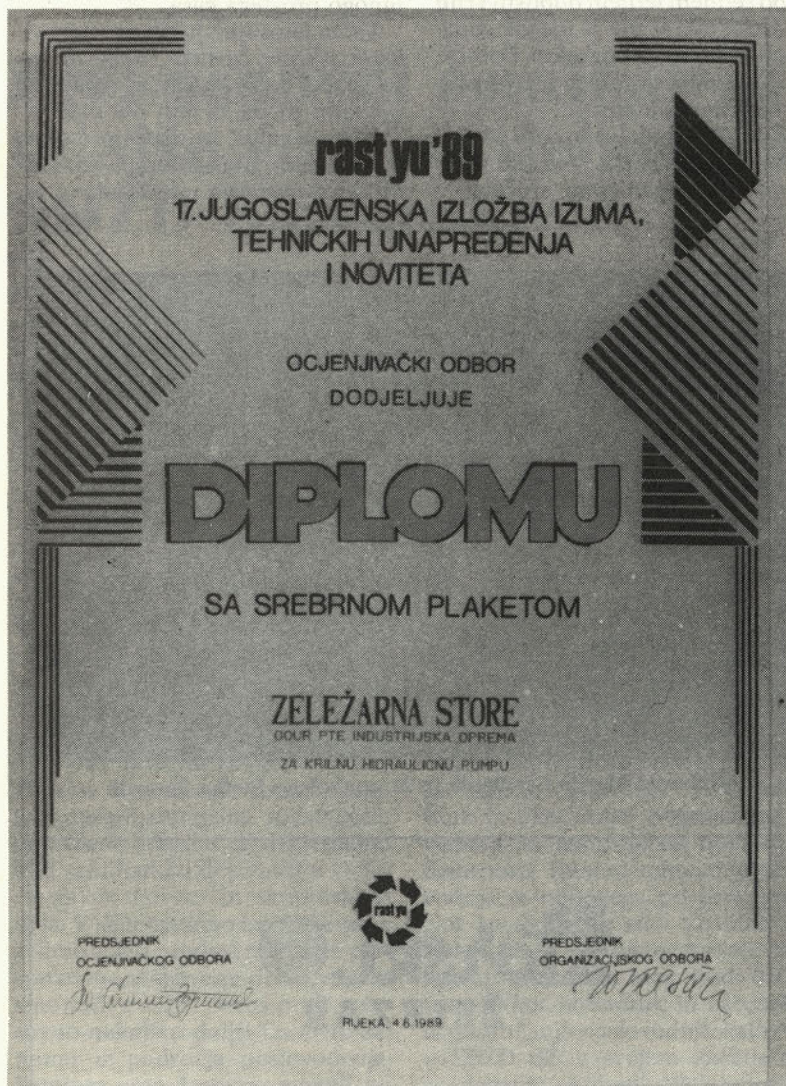 rast yu '89
17. JUGOSLAVENSKA IZLOŽBA IZUMA,
TEHNIČKIH UNAPREĐENJA
I NOVITETA
OCJENJIVAČKI ODBOR
DODJELJUJE
DIPLOMU
SA SREBRNOM PLAKETOM
ZELEŽARNA STORE
OOUR PTE INDUSTRIJSKA OPREMA
ZA KRILNU HIDRAULICNU PUMPU
rast yu
PREDSJEDNIK
OCJENJIVAČKOG ODBORA
PREDSJEDNIK
ORGANIZACIJSKOG ODBORA
RIJEKA, 4.6.1989